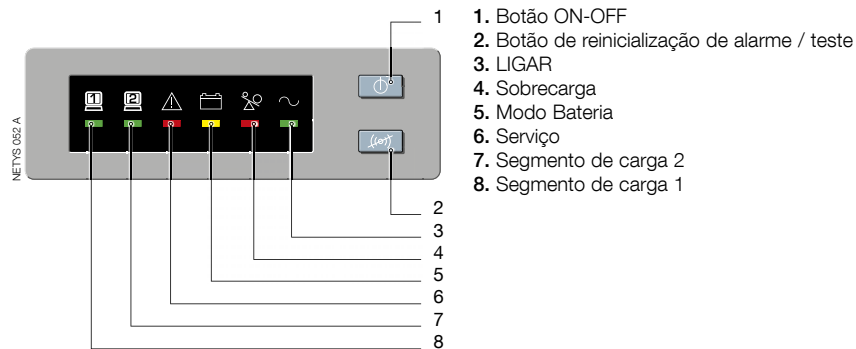 1
1. Botão ON-OFF
2. Botão de reinicialização de alarme / teste
3. LIGAR
4. Sobrecarga
5. Modo Bateria
6. Serviço
7. Segmento de carga 2
8. Segmento de carga 1
NETYS 052 A
1 2
2
3
4
5
6
7
8